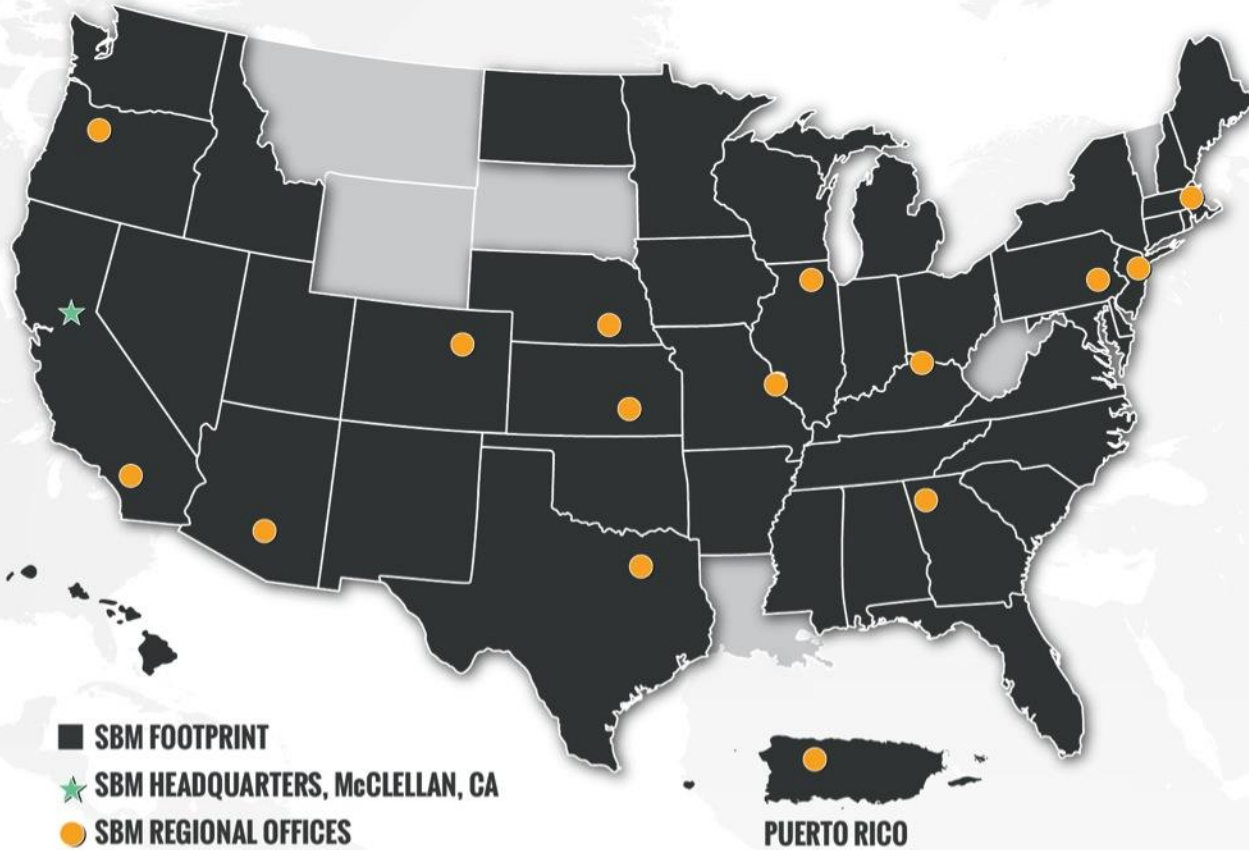 SBM FOOTPRINT
SBM HEADQUARTERS, McCLELLAN, CA
SBM REGIONAL OFFICES
PUERTO RICO